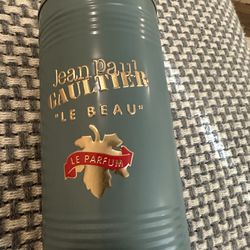 Jean Paul
GAULTIER
"LE BEAU"
LE PARFUM